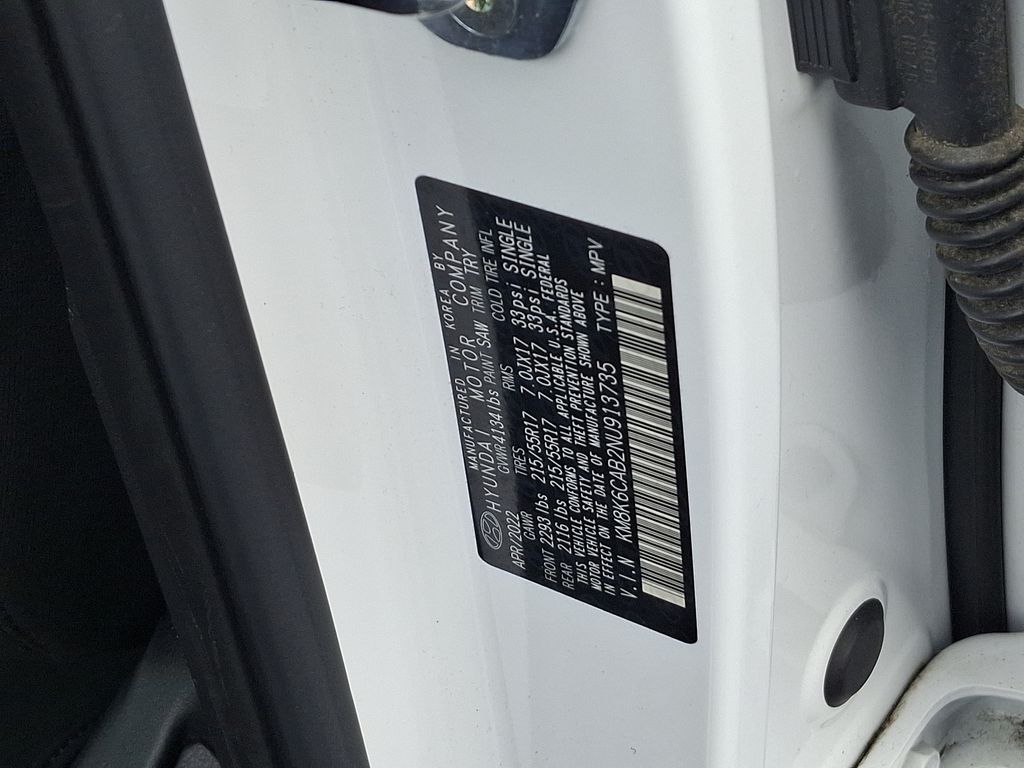 MANUFACTURED IN KOREA BY
HYUNDAI MOTOR COMPANY
APR/2022 GVWR 4134lbs PAINT SAW TRIM TRY
GAWR TIRES RIMS COLD TIRE INFL
FRONT 2293 lbs 215/55R17 7.0JX17 33psi SINGLE
REAR 2116 lbs 215/55R17 7.0JX17 33psi SINGLE
THIS VEHICLE CONFORMS TO ALL APPLICABLE U.S.A. FEDERAL
MOTOR VEHICLE SAFETY AND THEFT PREVENTION STANDARDS
IN EFFECT ON THE DATE OF MANUFACTURE SHOWN ABOVE
V.I.N KM8K6CAB2NU913795 TYPE : MPV